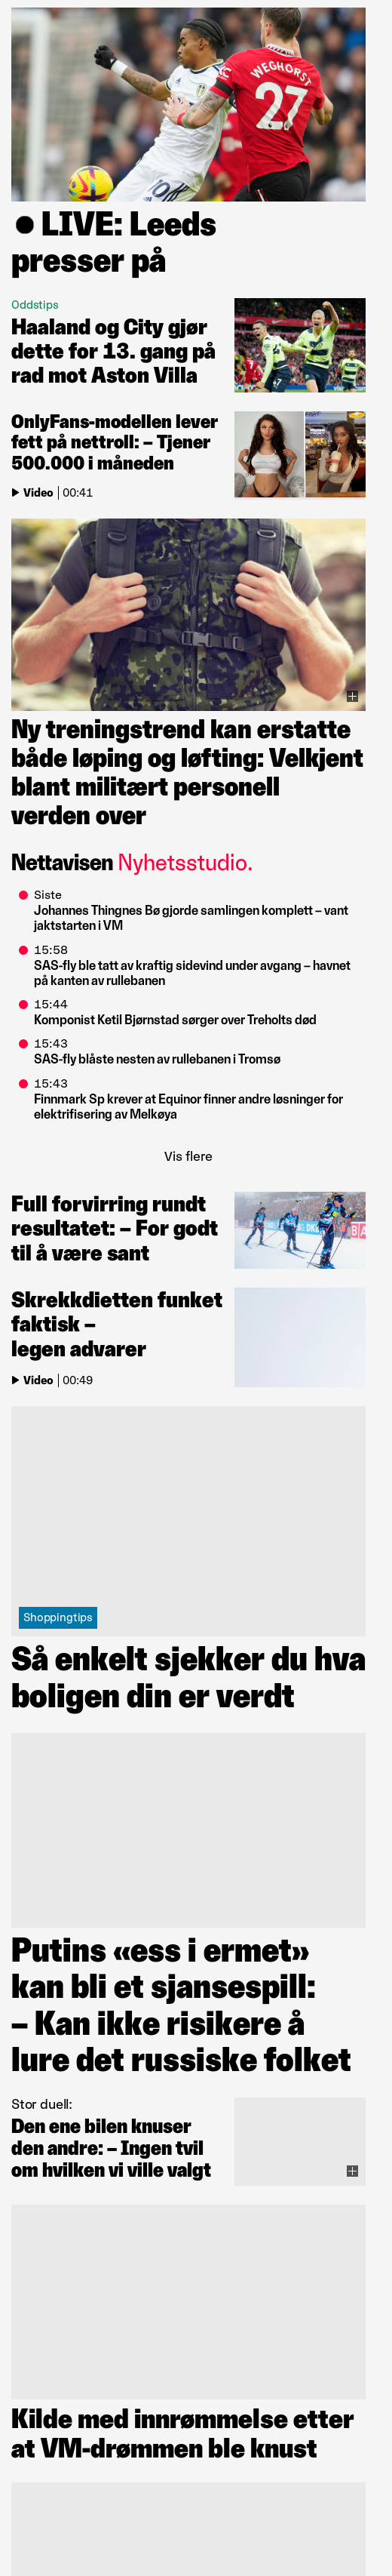 WEGHORST
27
10
LIVE: Leeds
presser på
Oddstips
Haaland og City gjør
dette for 13. gang på
rad mot Aston Villa
OnlyFans-modellen lever
fett på nettroll: – Tjener
500.000 i måneden
Video 00:41
Ny treningstrend kan erstatte
både løping og løfting: Velkjent
blant militært personell
verden over
Nettavisen Nyhetsstudio.
Siste
Johannes Thingnes Bø gjorde samlingen komplett – vant
jaktstarten i VM
15:58
SAS-fly ble tatt av kraftig sidevind under avgang – havnet
på kanten av rullebanen
15:44
Komponist Ketil Bjørnstad sørger over Treholts død
15:43
SAS-fly blåste nesten av rullebanen i Tromsø
15:43
Finnmark Sp krever at Equinor finner andre løsninger for
elektrifisering av Melkøya
Vis flere
Full forvirring rundt
resultatet: – For godt
til å være sant
Skrekkdietten funket
faktisk –
legen advarer
Video 00:49
Shoppingtips
Så enkelt sjekker du hva
boligen din er verdt
Putins «ess i ermet»
kan bli et sjansespill:
– Kan ikke risikere å
lure det russiske folket
Stor duell:
Den ene bilen knuser
den andre: – Ingen tvil
om hvilken vi ville valgt
Kilde med innrømmelse etter
at VM-drømmen ble knust